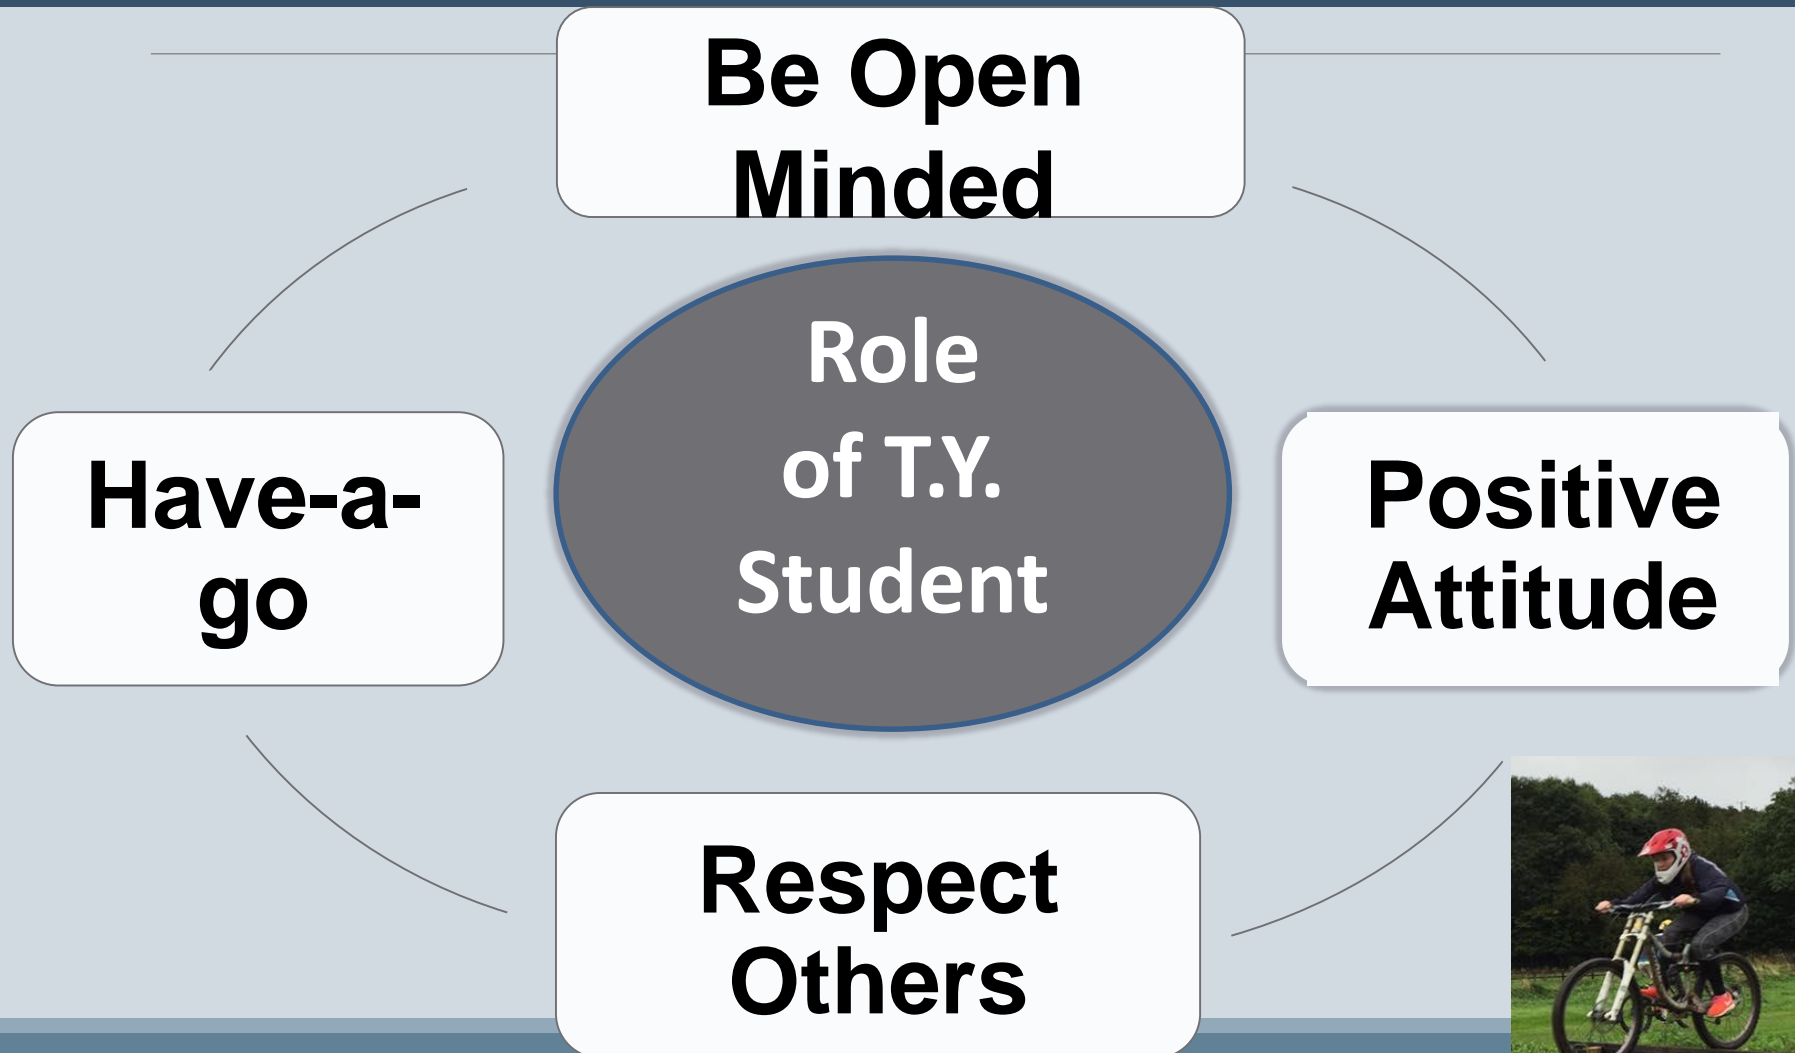 Be Open
Minded
Role
of T.Y.
Student
Have-a-
go
Positive
Attitude
Respect
Others